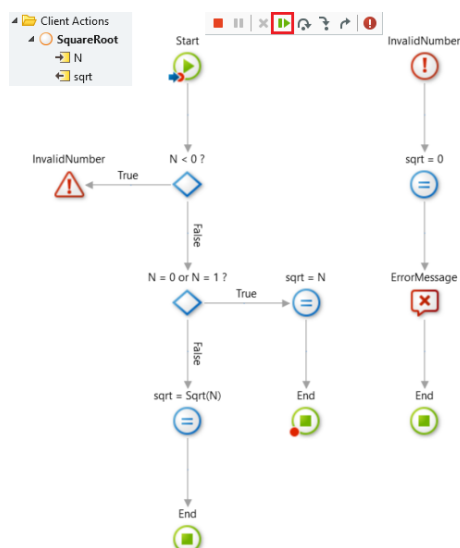 Client Actions
SquareRoot
N
sqrt
Start
InvalidNumber
InvalidNumber
True
N < 0 ?
sqrt = 0
False
N = 0 or N = 1 ?
True
sqrt = N
ErrorMessage
False
sqrt = Sqrt(N)
End
End
End